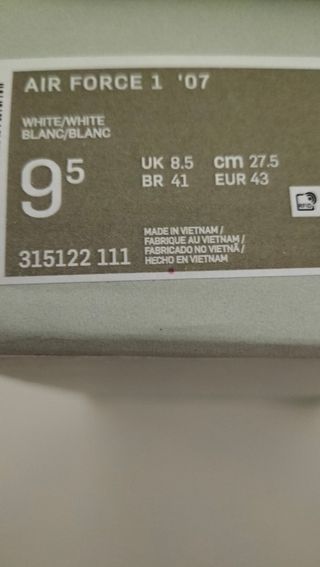 AIR FORCE 1 '07
WHITE/WHITE
BLANC/BLANC
9⁵
UK 8.5 cm 27.5
BR 41 EUR 43
315122 111
MADE IN VIETNAM /
FABRIQUE AU VIETNAM/
FABRICADO NO VIETNÃ /
HECHO EN VIETNAM